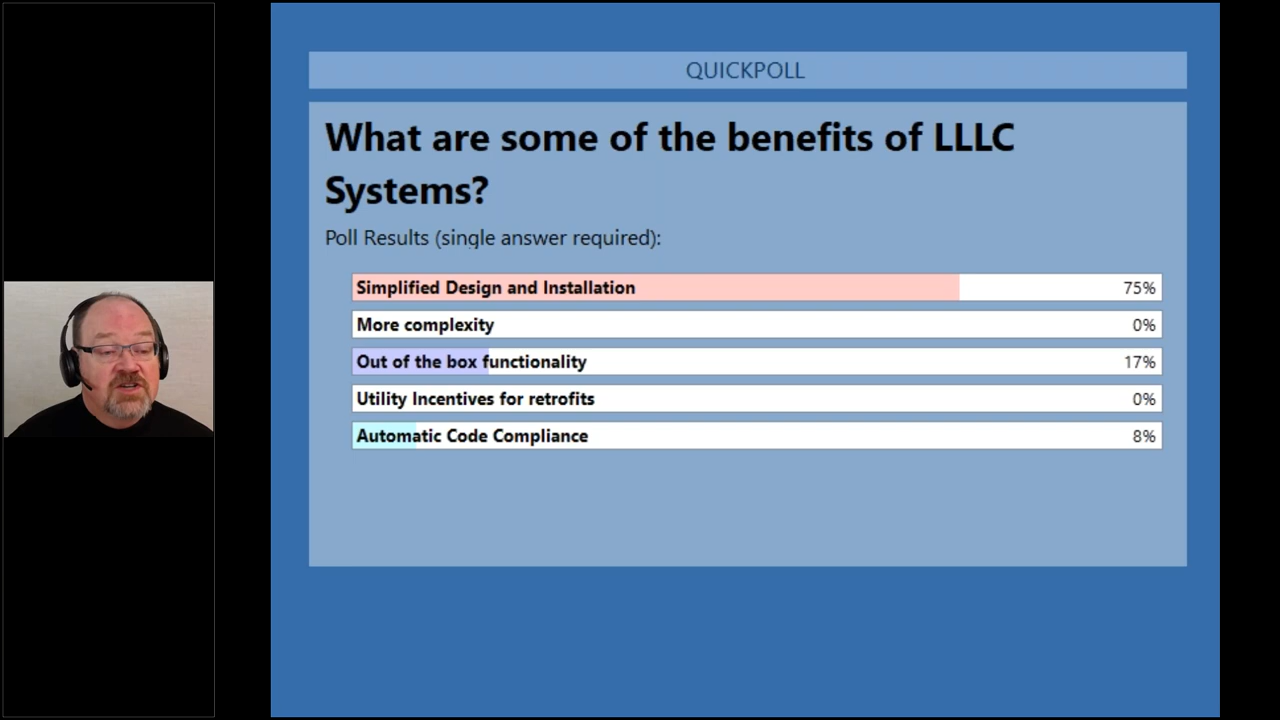 QUICKPOLL
What are some of the benefits of LLLC
Systems?
Poll Results (single answer required):
Simplified Design and Installation 75%
More complexity 0%
Out of the box functionality 17%
Utility Incentives for retrofits 0%
Automatic Code Compliance 8%